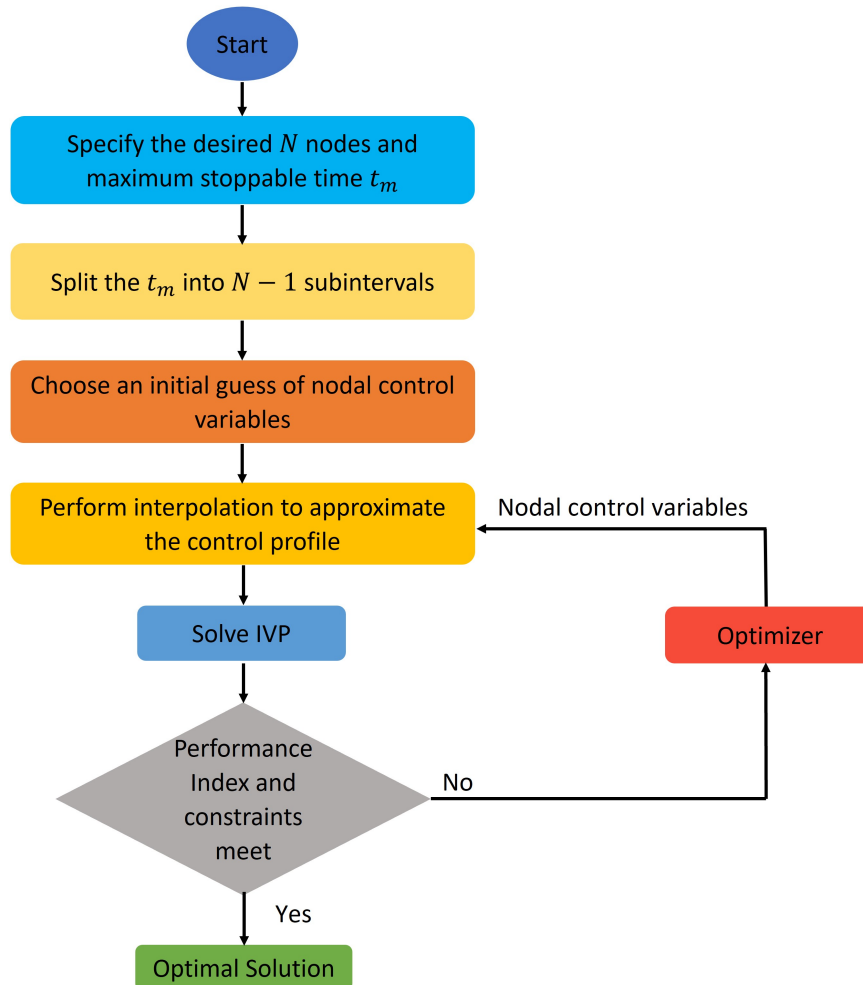 Start
Specify the desired N nodes and
maximum stoppable time t_m
Split the t_m into N − 1 subintervals
Choose an initial guess of nodal control
variables
Perform interpolation to approximate
the control profile
Nodal control variables
Solve IVP
Optimizer
Performance
Index and
constraints
meet
No
Yes
Optimal Solution